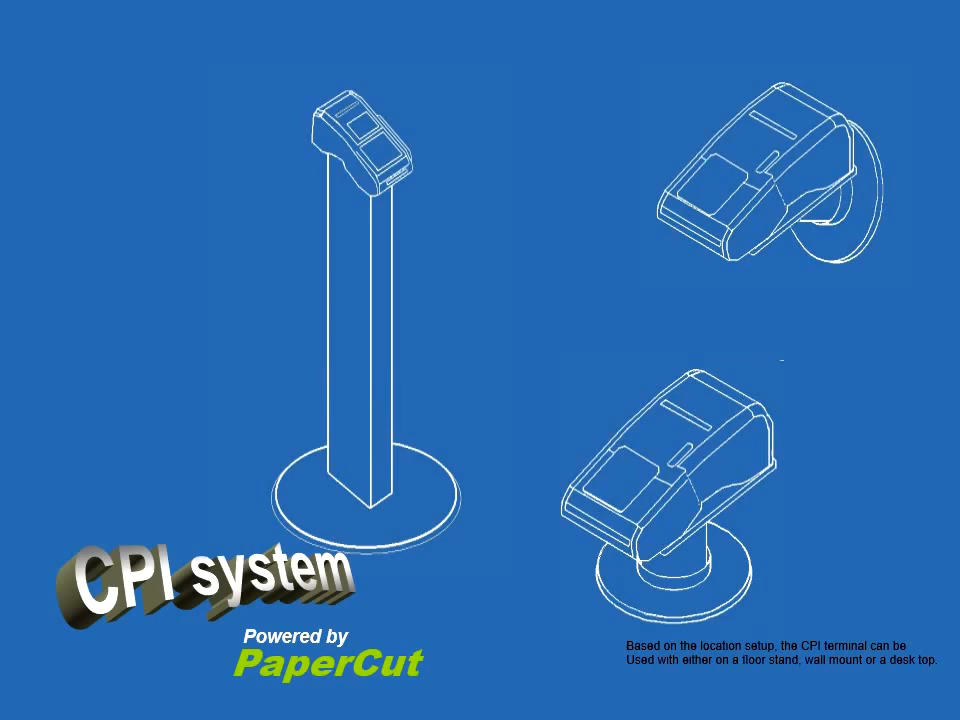 CPI system
Powered by
PaperCut
Based on the location setup, the CPI terminal can be
Used with either on a floor stand, wall mount or a desk top.